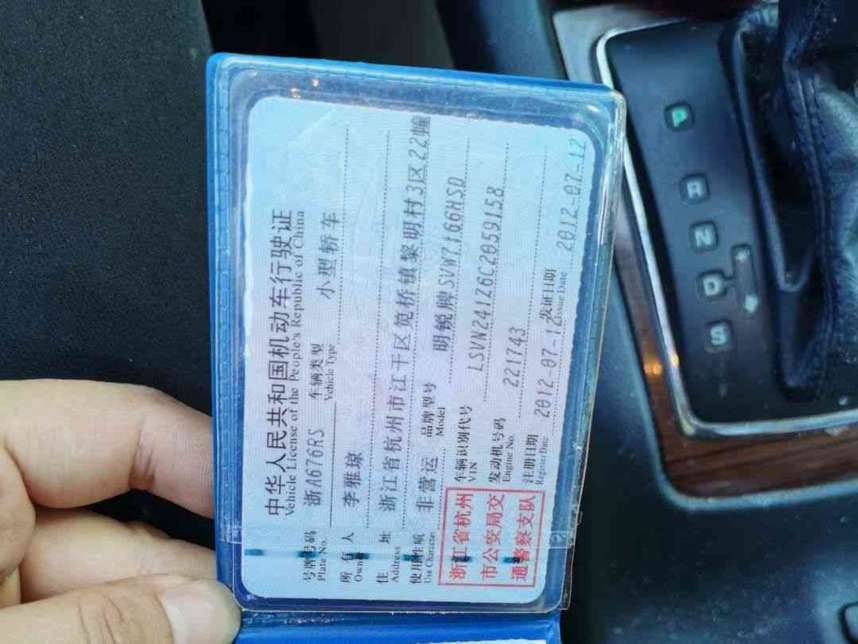 中华人民共和国机动车行驶证
Vehicle License of the People's Republic of China
号牌号码 浙A676RS 车辆类型 小型轿车
Plate No. Vehicle Type
所有人 李雅琼
Owner
住址 浙江省杭州市江干区笕桥镇黎明村3区22幢
Address
使用性质 非营运 品牌型号 明锐牌SVW7166HSD
Use Character Model
浙江省杭州
市公安局交
通警察支队
车辆识别代号 LSVN241Z6C2059158
VIN
发动机号码 221743
Engine No.
注册日期 2012-07-12 发证日期 2012-07-12
Register Date Issue Date
P
R
N
D
S
+
-